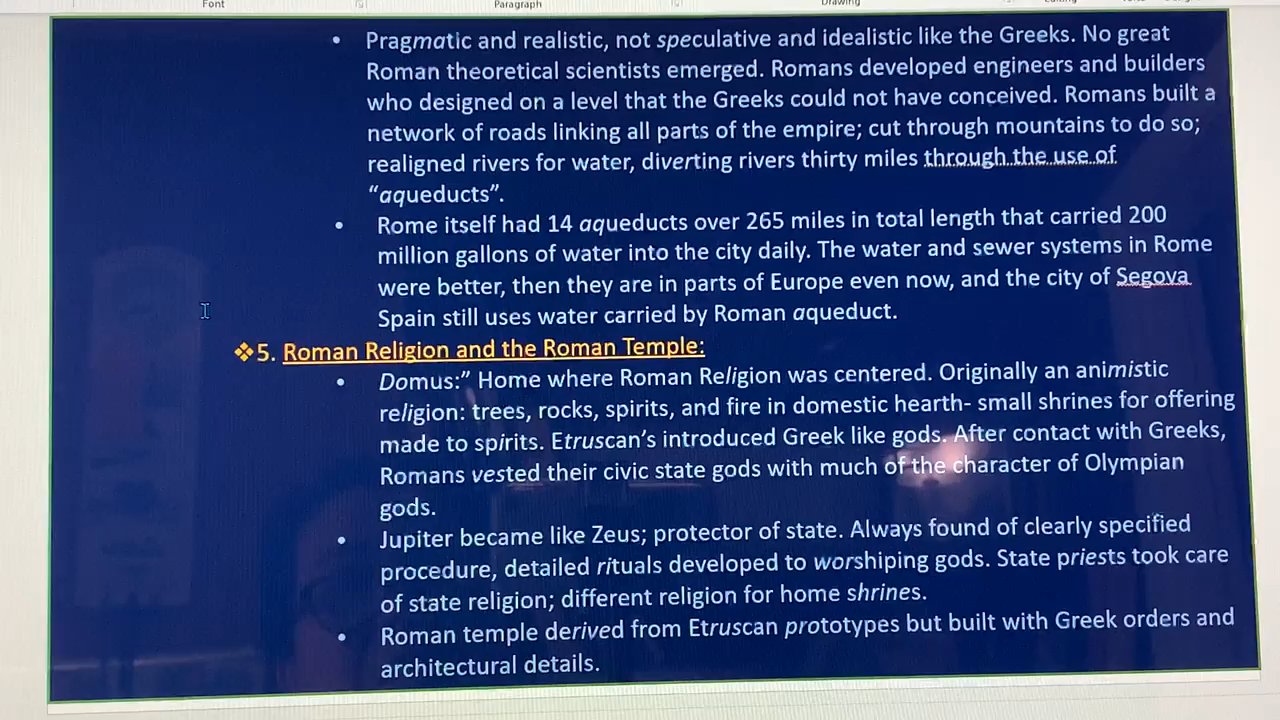 Font Paragraph Drawing
• Pragmatic and realistic, not speculative and idealistic like the Greeks. No great
Roman theoretical scientists emerged. Romans developed engineers and builders
who designed on a level that the Greeks could not have conceived. Romans built a
network of roads linking all parts of the empire; cut through mountains to do so;
realigned rivers for water, diverting rivers thirty miles through the use of
“aqueducts”.
• Rome itself had 14 aqueducts over 265 miles in total length that carried 200
million gallons of water into the city daily. The water and sewer systems in Rome
were better, then they are in parts of Europe even now, and the city of Segova
Spain still uses water carried by Roman aqueduct.
❖5. Roman Religion and the Roman Temple:
• Domus:” Home where Roman Religion was centered. Originally an animistic
religion: trees, rocks, spirits, and fire in domestic hearth- small shrines for offering
made to spirits. Etruscan’s introduced Greek like gods. After contact with Greeks,
Romans vested their civic state gods with much of the character of Olympian
gods.
• Jupiter became like Zeus; protector of state. Always found of clearly specified
procedure, detailed rituals developed to worshiping gods. State priests took care
of state religion; different religion for home shrines.
• Roman temple derived from Etruscan prototypes but built with Greek orders and
architectural details.